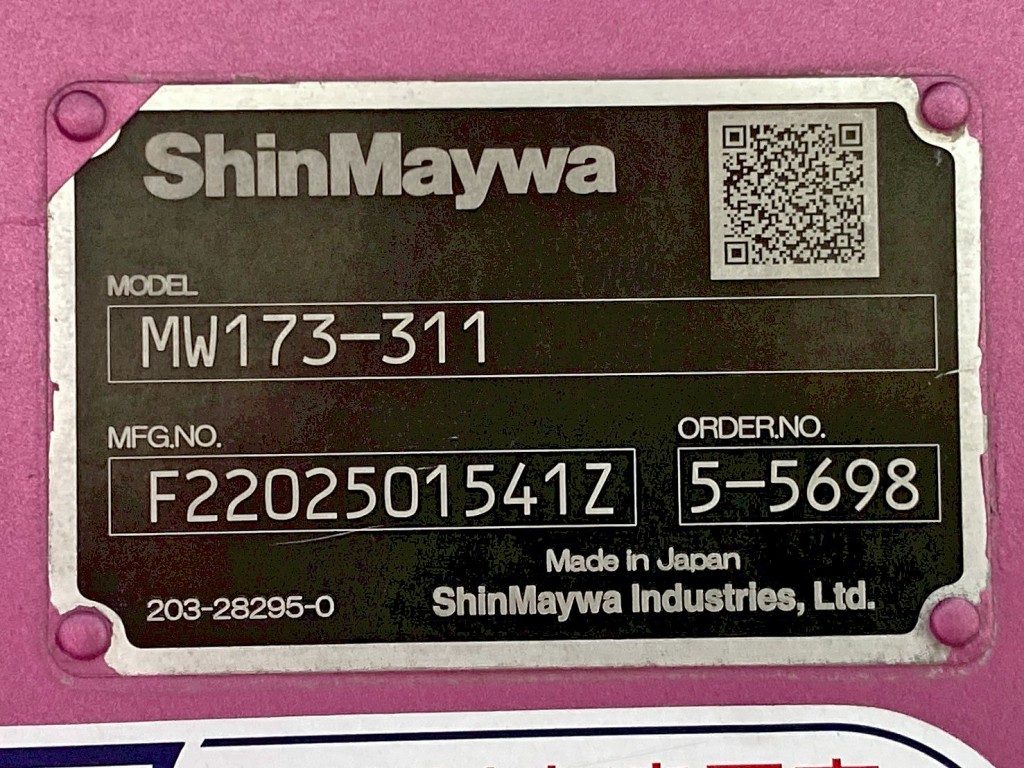 ShinMaywa
MODEL
MW173-311
MFG.NO. ORDER.NO.
F2202501541Z 5-5698
Made in Japan
203-28295-0 ShinMaywa Industries, Ltd.